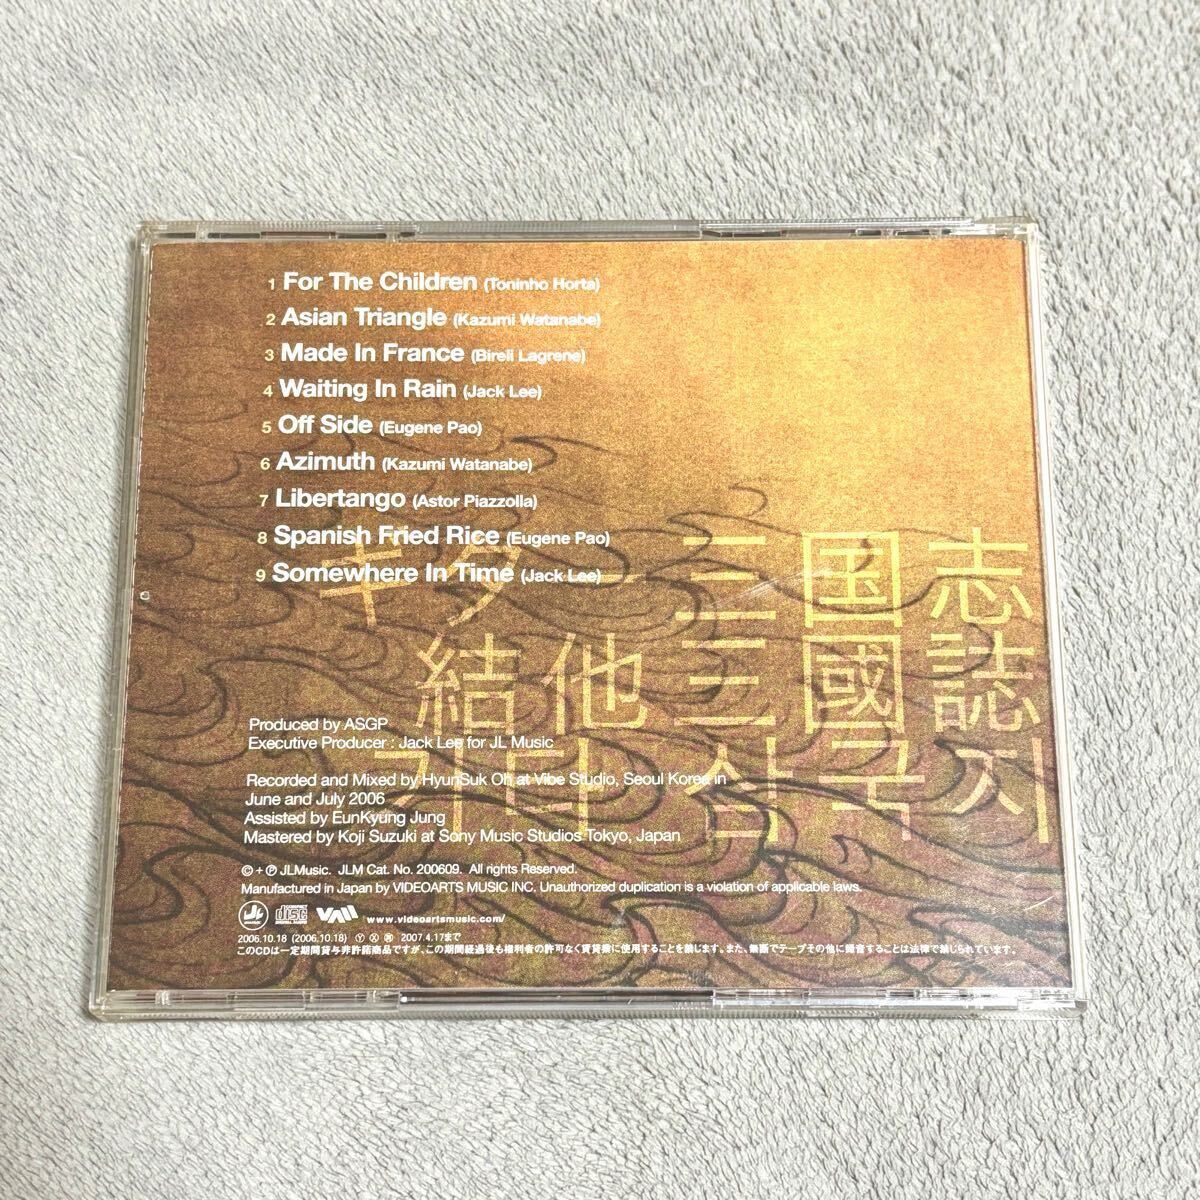 1 For The Children (Toninho Horta)
2 Asian Triangle (Kazumi Watanabe)
3 Made In France (Bireli Lagrene)
4 Waiting In Rain (Jack Lee)
5 Off Side (Eugene Pao)
6 Azimuth (Kazumi Watanabe)
7 Libertango (Astor Piazzolla)
8 Spanish Fried Rice (Eugene Pao)
9 Somewhere In Time (Jack Lee)
ギター三国志
結他三國誌
기타삼국지
Produced by ASGP
Executive Producer : Jack Lee for JL Music
Recorded and Mixed by HyunSuk Oh at Vibe Studio, Seoul Korea in
June and July 2006
Assisted by EunKyung Jung
Mastered by Koji Suzuki at Sony Music Studios Tokyo, Japan
© + ℗ JLMusic. JLM Cat. No. 200609. All rights Reserved.
Manufactured in Japan by VIDEOARTS MUSIC INC. Unauthorized duplication is a violation of applicable laws.
COMPACT disc DIGITAL AUDIO VAM www.videoartsmusic.com/
2006.10.18 (2006.10.18) Ⓨ Ⓧ 2007.4.17まで
このCDは一定期間貸与非許諾商品ですが、この期間経過後も権利者の許可なく賃貸業に使用することを禁じます。また、無断でテープその他に録音することは法律で禁じられています。